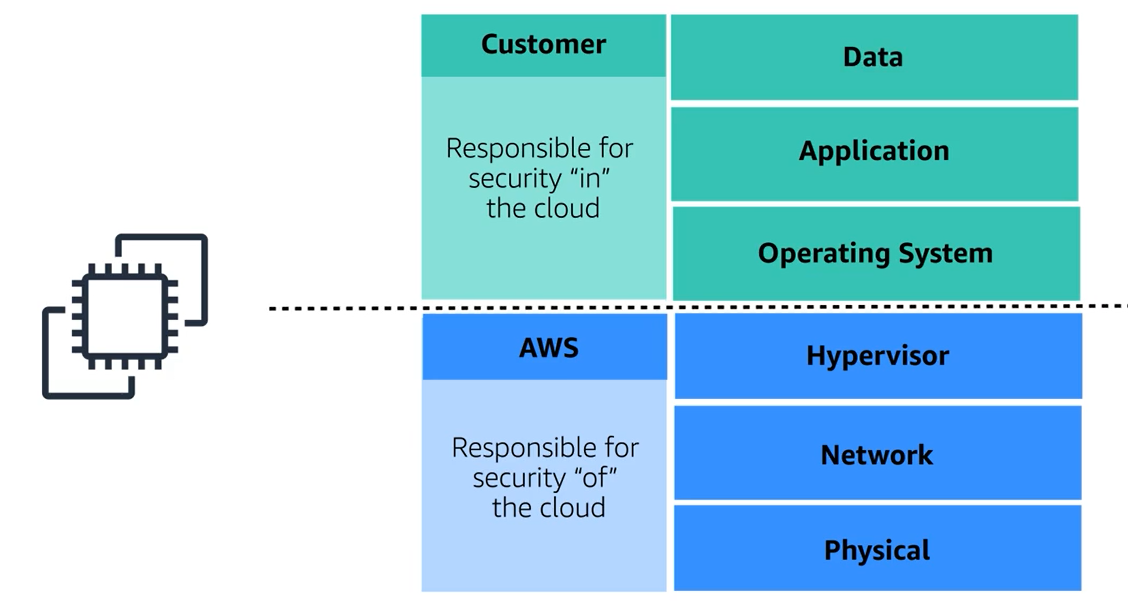 Customer
Responsible for
security “in”
the cloud
Data
Application
Operating System
AWS
Responsible for
security “of”
the cloud
Hypervisor
Network
Physical